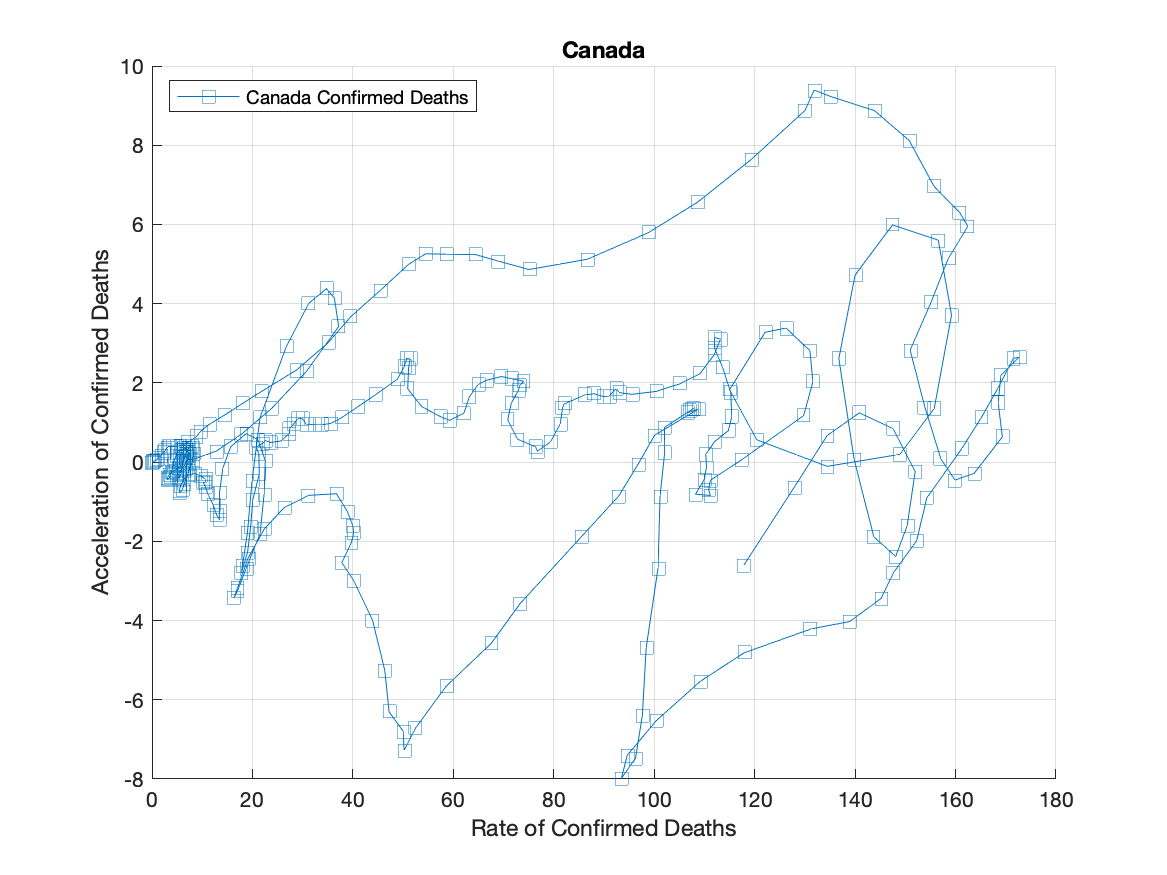 Canada
Canada Confirmed Deaths
10
8
6
4
2
0
-2
-4
-6
-8
Acceleration of Confirmed Deaths
0 20 40 60 80 100 120 140 160 180
Rate of Confirmed Deaths